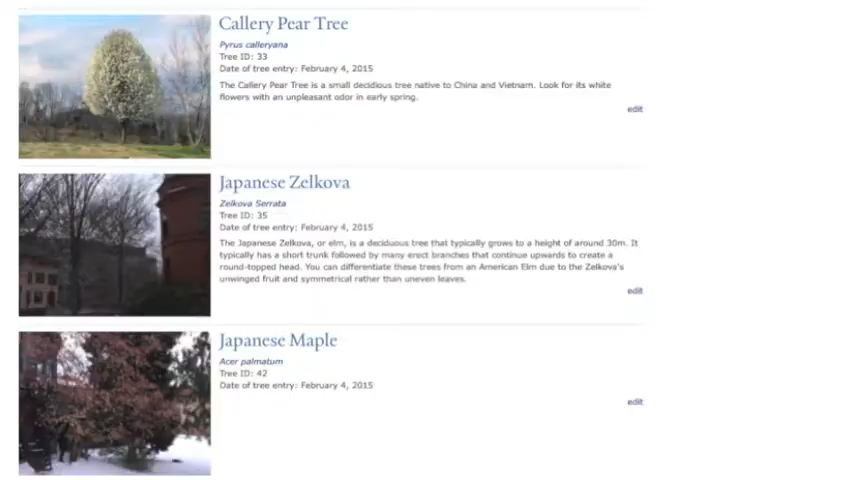 Callery Pear Tree
Pyrus calleryana
Tree ID: 33
Date of tree entry: February 4, 2015
The Callery Pear Tree is a small decidious tree native to China and Vietnam. Look for its white
flowers with an unpleasant odor in early spring.
edit
Japanese Zelkova
Zelkova Serrata
Tree ID: 35
Date of tree entry: February 4, 2015
The Japanese Zelkova, or elm, is a deciduous tree that typically grows to a height of around 30m. It
typically has a short trunk followed by many erect branches that continue upwards to create a
round-topped head. You can differentiate these trees from an American Elm due to the Zelkova's
unwinged fruit and symmetrical rather than uneven leaves.
edit
Japanese Maple
Acer palmatum
Tree ID: 42
Date of tree entry: February 4, 2015
edit